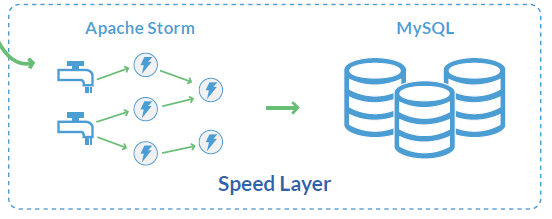 Apache Storm
MySQL
Speed Layer